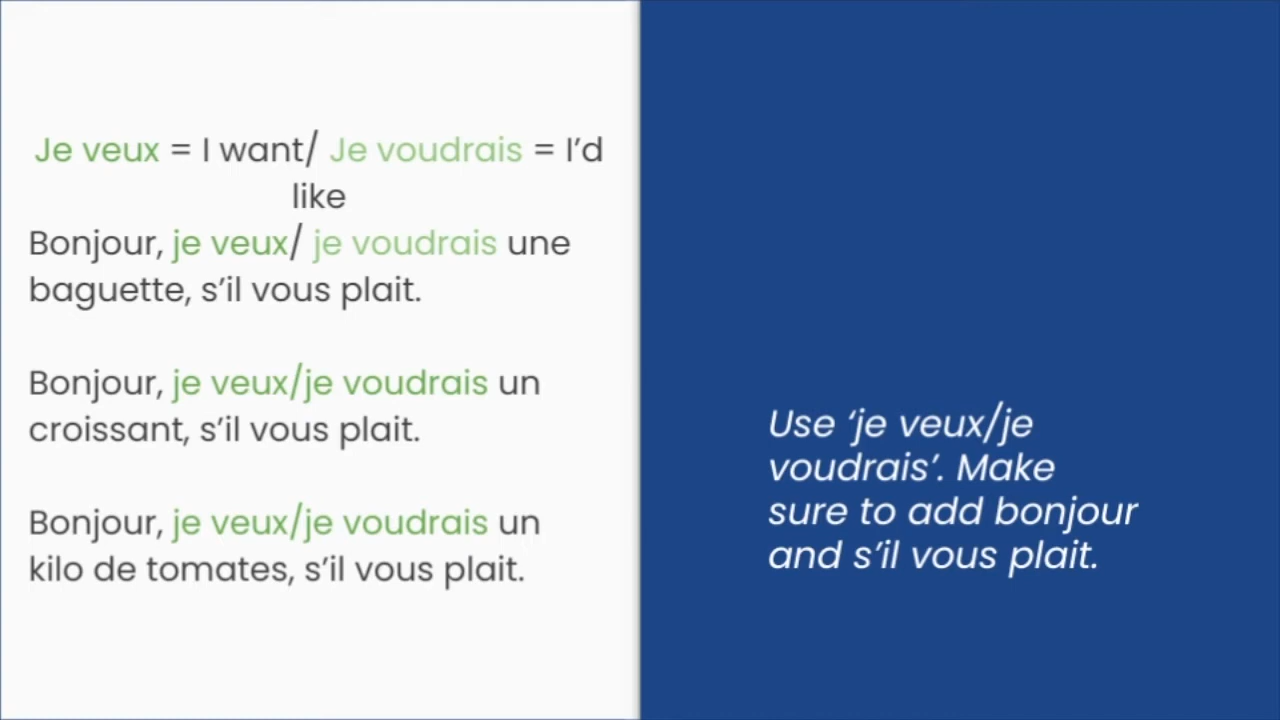 Je veux = I want/ Je voudrais = I’d
like
Bonjour, je veux/ je voudrais une
baguette, s’il vous plait.
Bonjour, je veux/je voudrais un
croissant, s’il vous plait.
Bonjour, je veux/je voudrais un
kilo de tomates, s’il vous plait.
Use ‘je veux/je
voudrais’. Make
sure to add bonjour
and s’il vous plait.